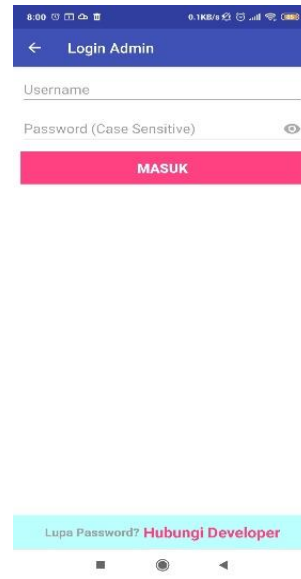 8:00 0.1KB/s
Login Admin
Username
Password (Case Sensitive)
MASUK
Lupa Password? Hubungi Developer